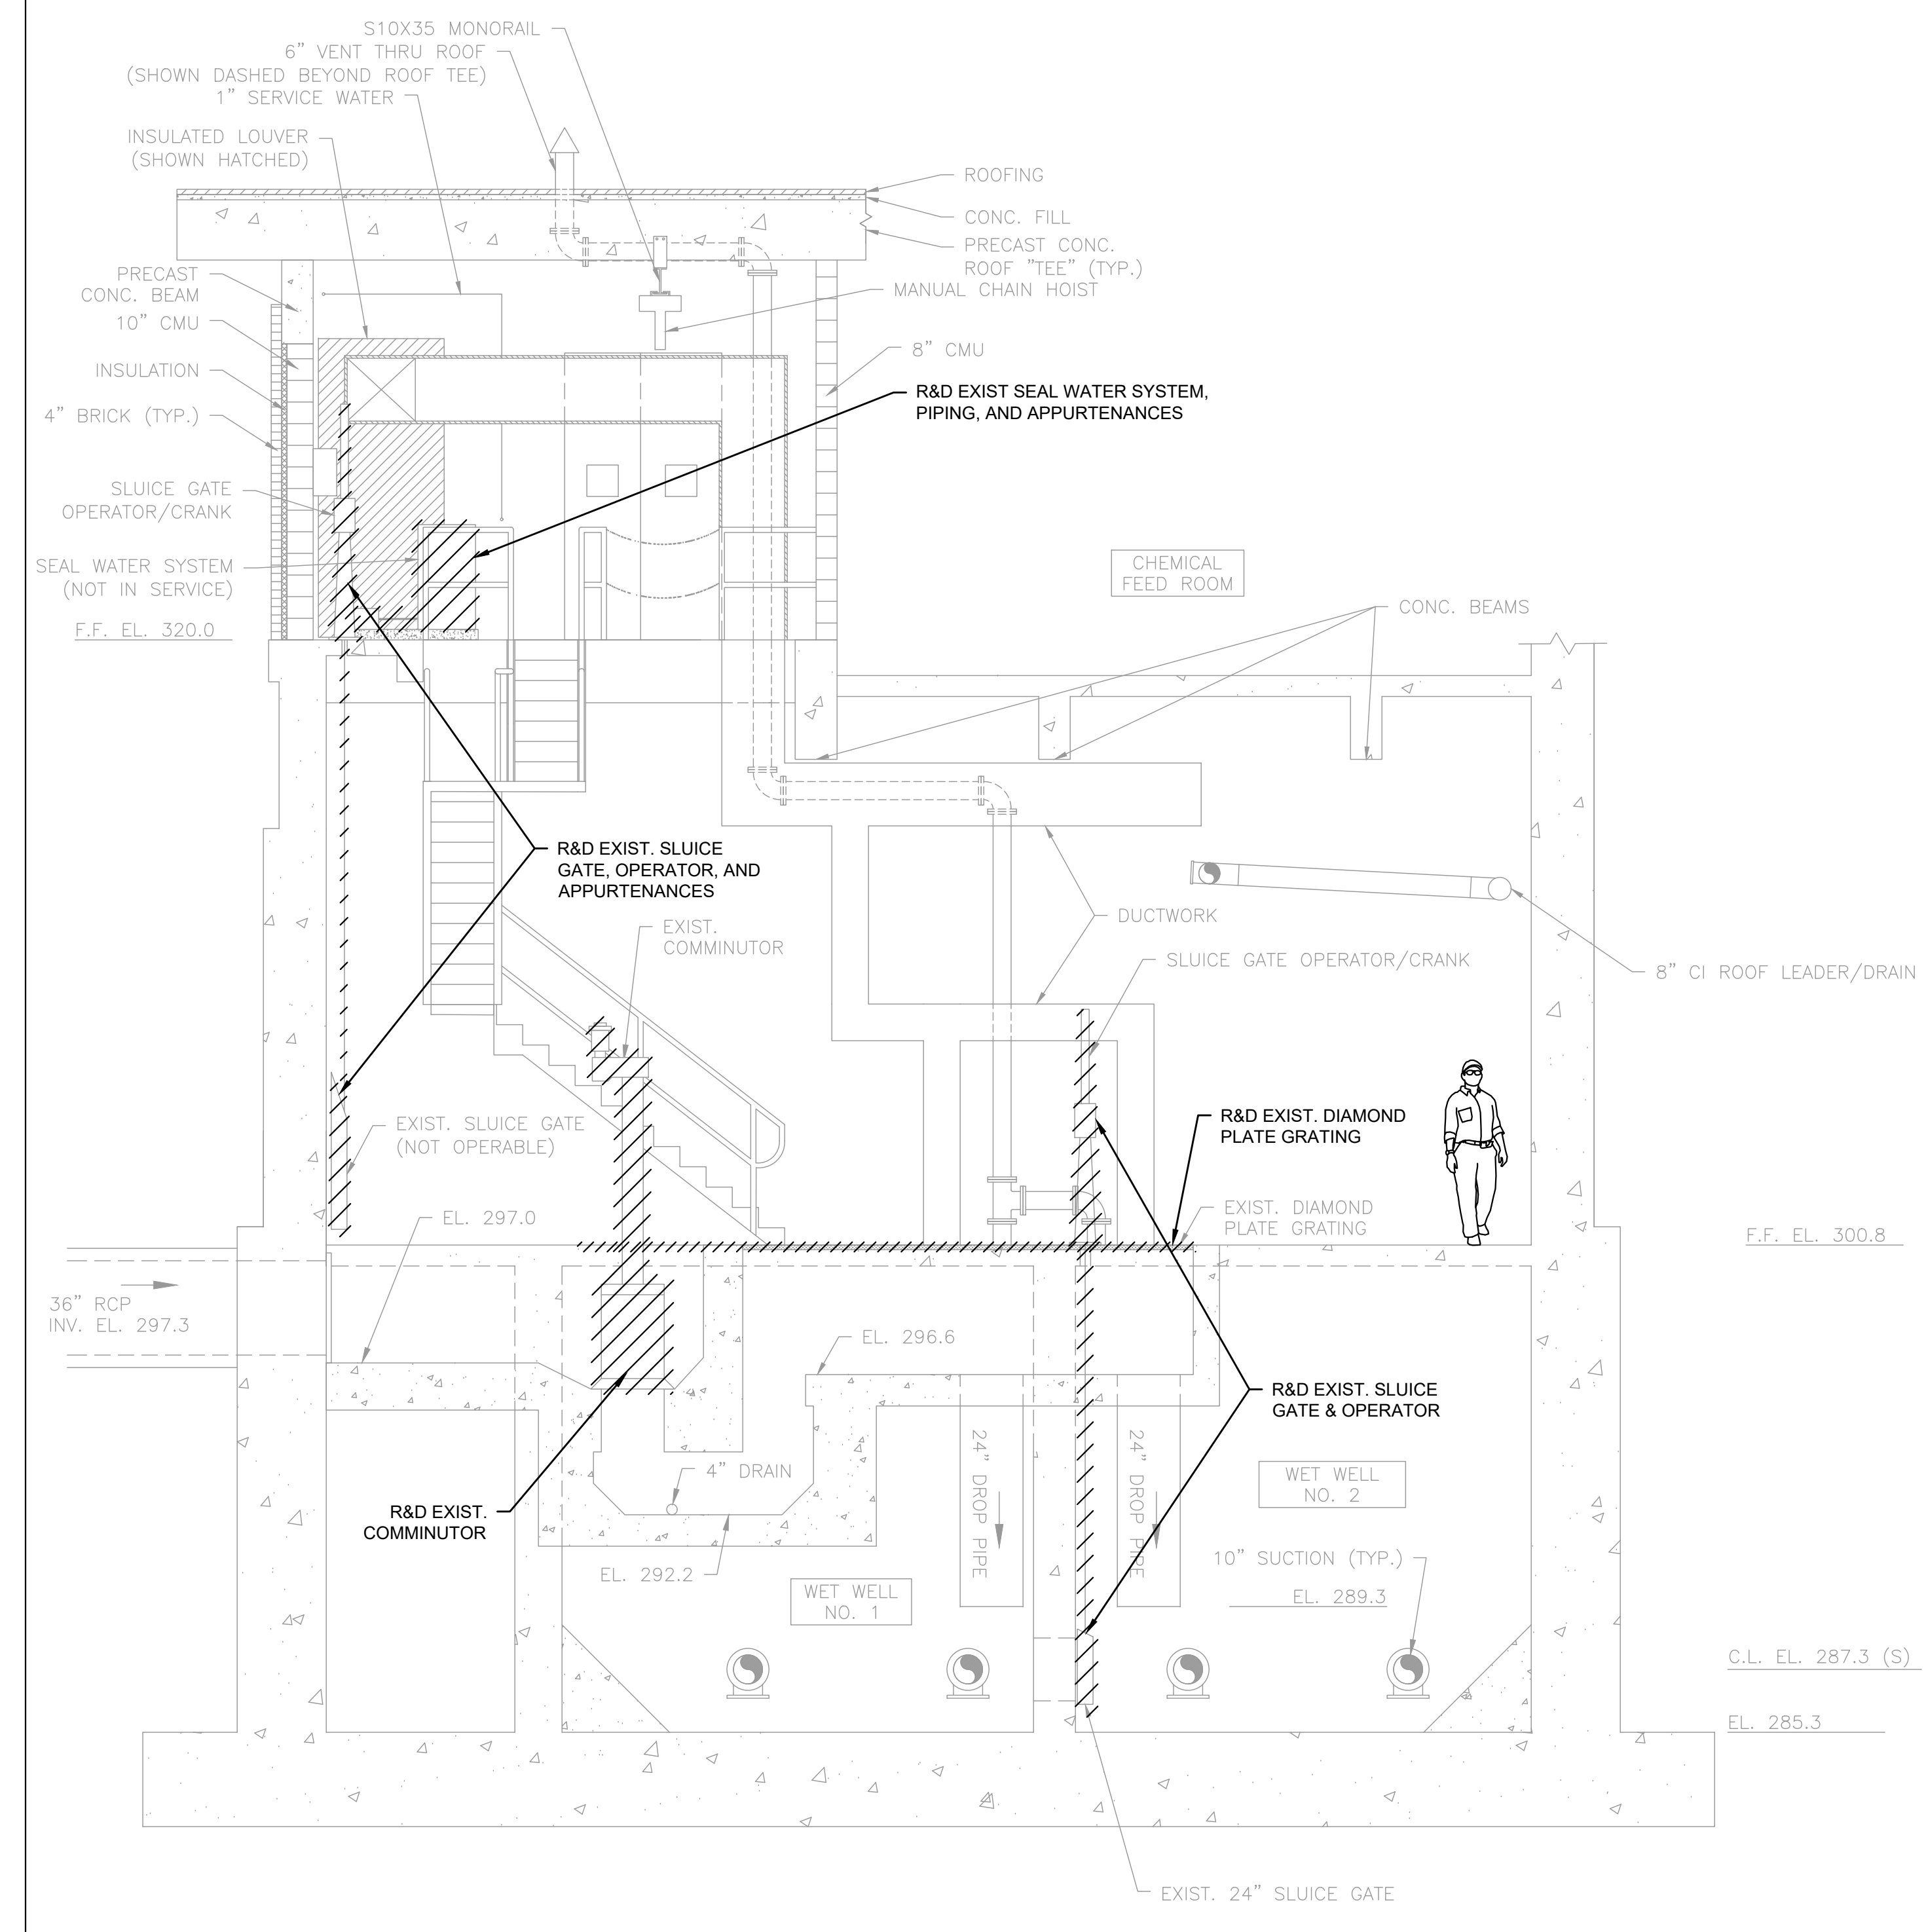 S10X35 MONORAIL
6" VENT THRU ROOF
(SHOWN DASHED BEYOND ROOF TEE)
1" SERVICE WATER
INSULATED LOUVER
(SHOWN HATCHED)
ROOFING
CONC. FILL
PRECAST CONC.
ROOF "TEE" (TYP.)
MANUAL CHAIN HOIST
PRECAST
CONC. BEAM
10" CMU
INSULATION
4" BRICK (TYP.)
8" CMU
R&D EXIST SEAL WATER SYSTEM,
PIPING, AND APPURTENANCES
SLUICE GATE
OPERATOR/CRANK
SEAL WATER SYSTEM
(NOT IN SERVICE)
F.F. EL. 320.0
CHEMICAL
FEED ROOM
CONC. BEAMS
R&D EXIST. SLUICE
GATE, OPERATOR, AND
APPURTENANCES
EXIST.
COMMINUTOR
DUCTWORK
SLUICE GATE OPERATOR/CRANK
8" CI ROOF LEADER/DRAIN
EXIST. SLUICE GATE
(NOT OPERABLE)
R&D EXIST. DIAMOND
PLATE GRATING
EXIST. DIAMOND
PLATE GRATING
EL. 297.0
F.F. EL. 300.8
36" RCP
INV. EL. 297.3
EL. 296.6
R&D EXIST. SLUICE
GATE & OPERATOR
24" DROP PIPE
24" DROP PIPE
4" DRAIN
WET WELL
NO. 2
R&D EXIST.
COMMINUTOR
EL. 292.2
WET WELL
NO. 1
10" SUCTION (TYP.)
EL. 289.3
C.L. EL. 287.3 (S)
EL. 285.3
EXIST. 24" SLUICE GATE